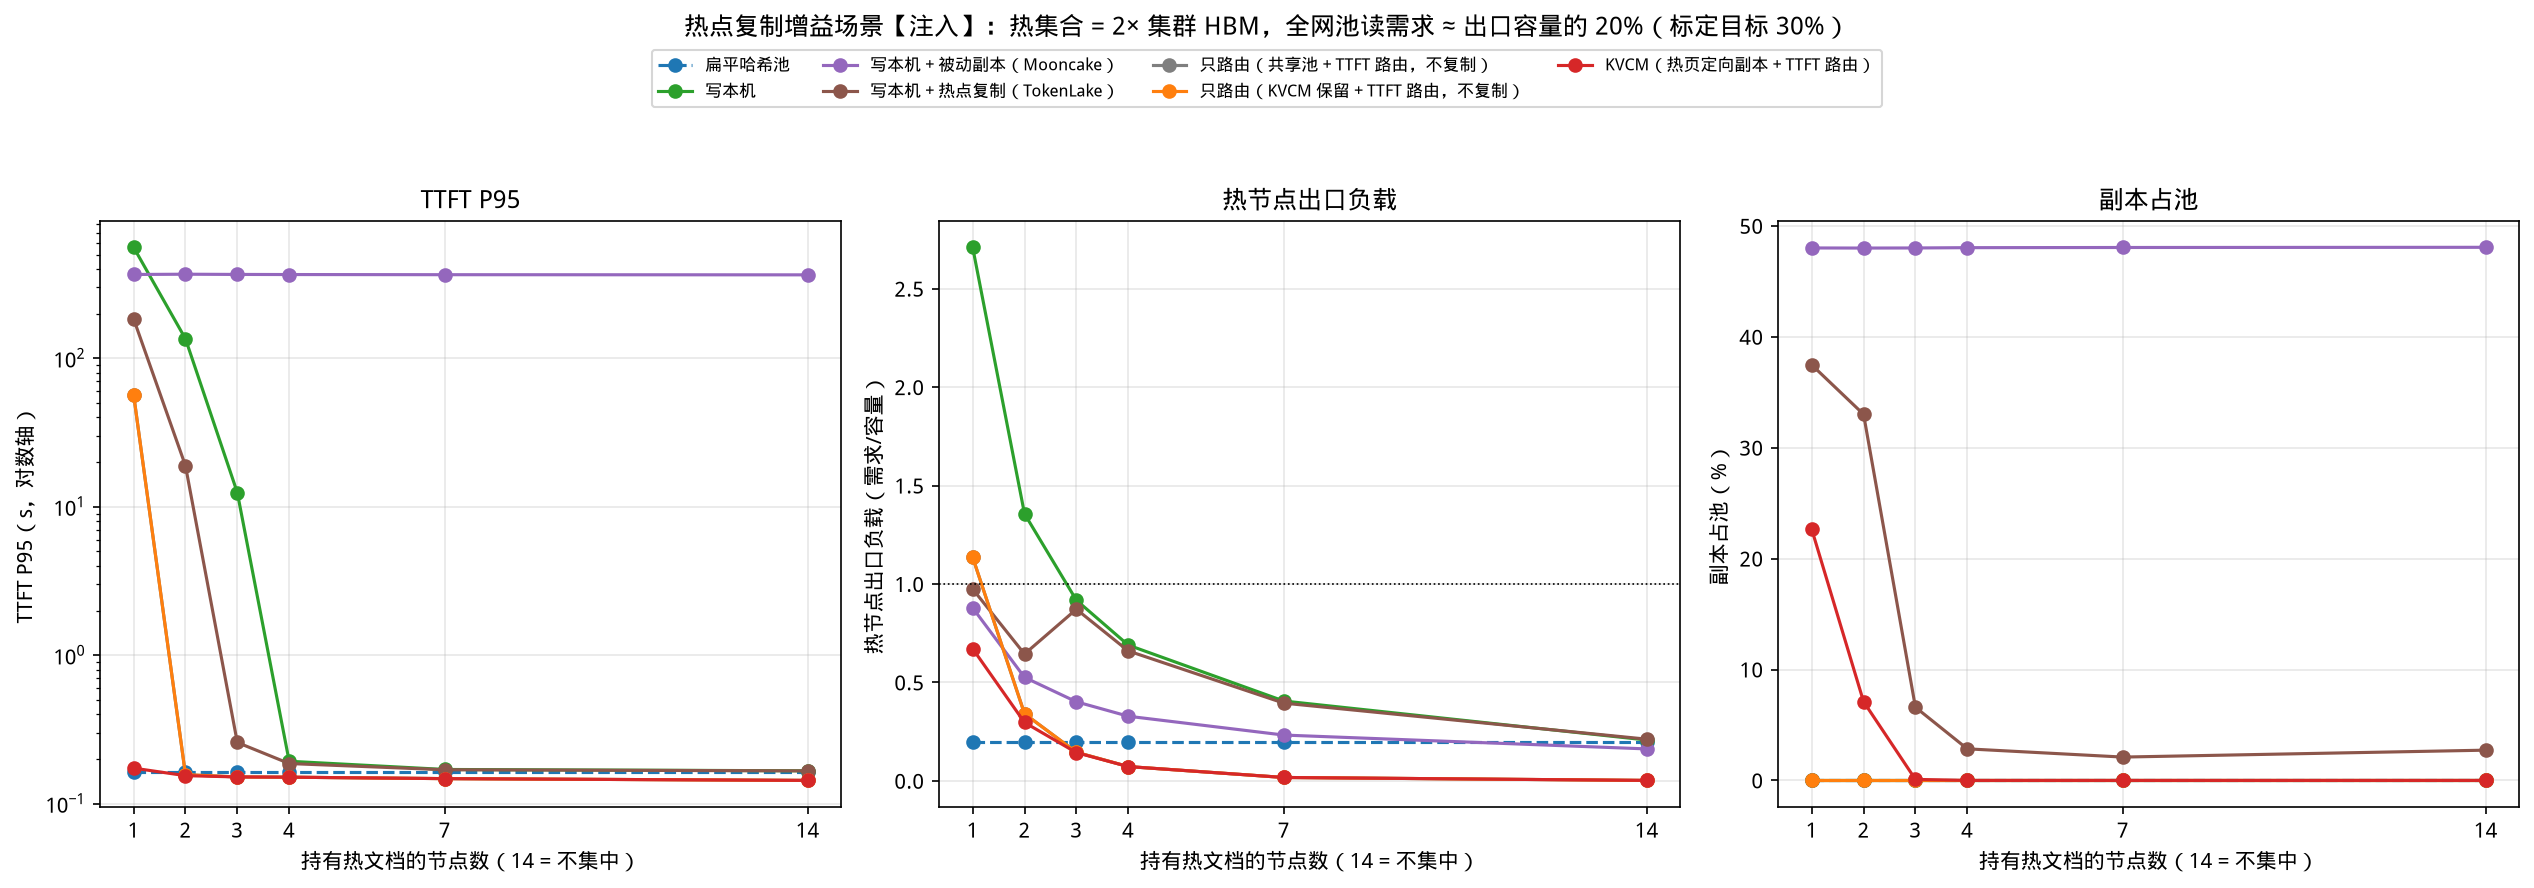 热点复制增益场景【注入】：热集合 = 2× 集群 HBM，全网池读需求 ≈ 出口容量的 20%（标定目标 30%）
扁平哈希池
写本机
写本机 + 被动副本（Mooncake）
写本机 + 热点复制（TokenLake）
只路由（共享池 + TTFT 路由，不复制）
只路由（KVCM 保留 + TTFT 路由，不复制）
KVCM（热页定向副本 + TTFT 路由）
TTFT P95
TTFT P95（s，对数轴）
10²
10¹
10⁰
10⁻¹
1 2 3 4 7 14
持有热文档的节点数（14 = 不集中）
热节点出口负载
热节点出口负载（需求/容量）
2.5
2.0
1.5
1.0
0.5
0.0
1 2 3 4 7 14
持有热文档的节点数（14 = 不集中）
副本占池
副本占池（%）
50
40
30
20
10
0
1 2 3 4 7 14
持有热文档的节点数（14 = 不集中）